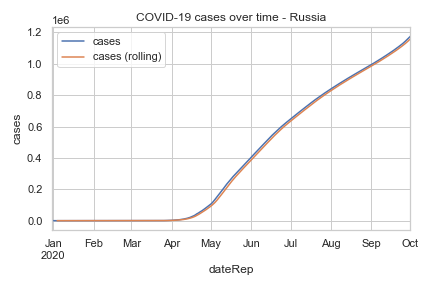 COVID-19 cases over time - Russia
1e6
cases
cases (rolling)
1.2
1.0
0.8
0.6
0.4
0.2
0.0
cases
Jan Feb Mar Apr May Jun Jul Aug Sep Oct
2020
dateRep